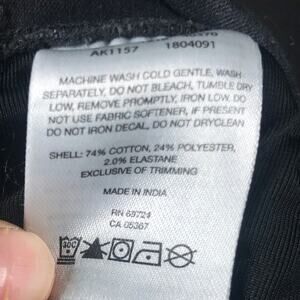 AK1157 1804091
MACHINE WASH COLD GENTLE, WASH
SEPARATELY, DO NOT BLEACH, TUMBLE DRY
LOW, REMOVE PROMPTLY, IRON LOW, DO
NOT USE FABRIC SOFTENER, IF PRESENT
DO NOT IRON DECAL, DO NOT DRYCLEAN
SHELL: 74% COTTON, 24% POLYESTER,
2.0% ELASTANE
EXCLUSIVE OF TRIMMING
MADE IN INDIA
RN 69724
CA 05367